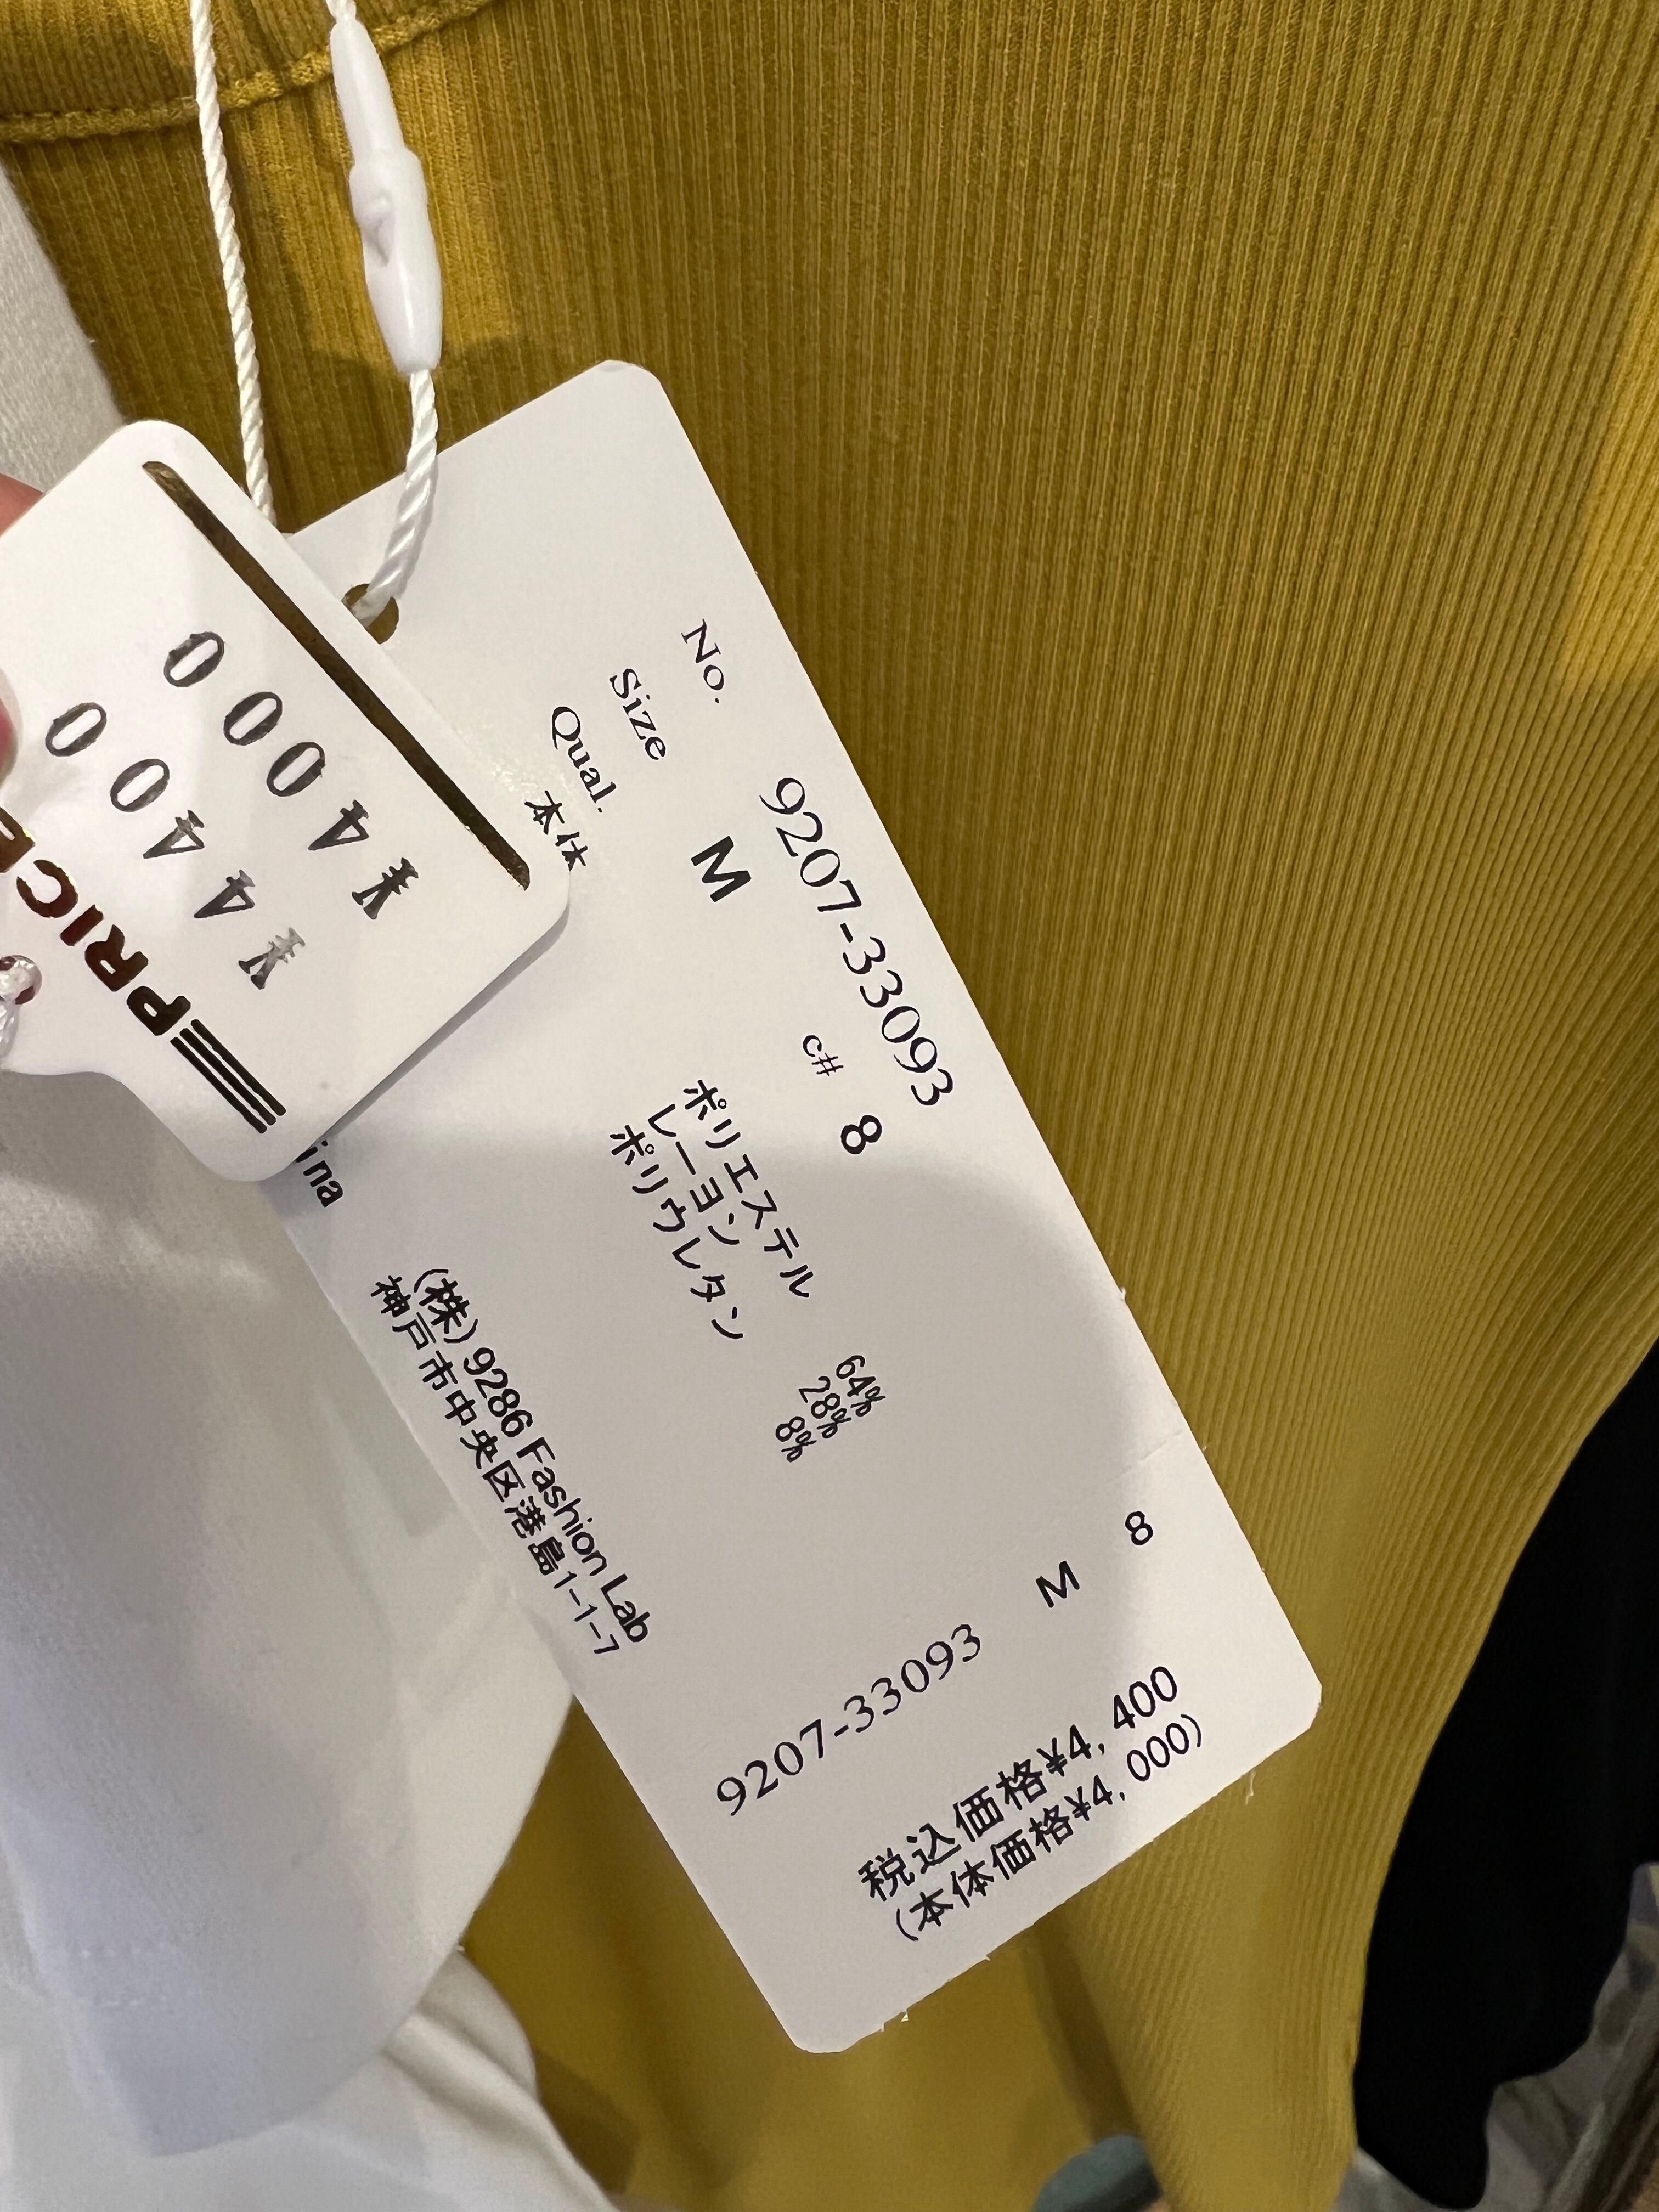 ¥4000
¥4400
PRICE
No. 9207-33093
Size M c# 8
Qual.
本体 ポリエステル 64%
レーヨン 28%
ポリウレタン 8%
ina
(株) 9286 Fashion Lab
神戸市中央区港島1-1-7
8
M
9207-33093
税込価格¥4,400
(本体価格¥4,000)